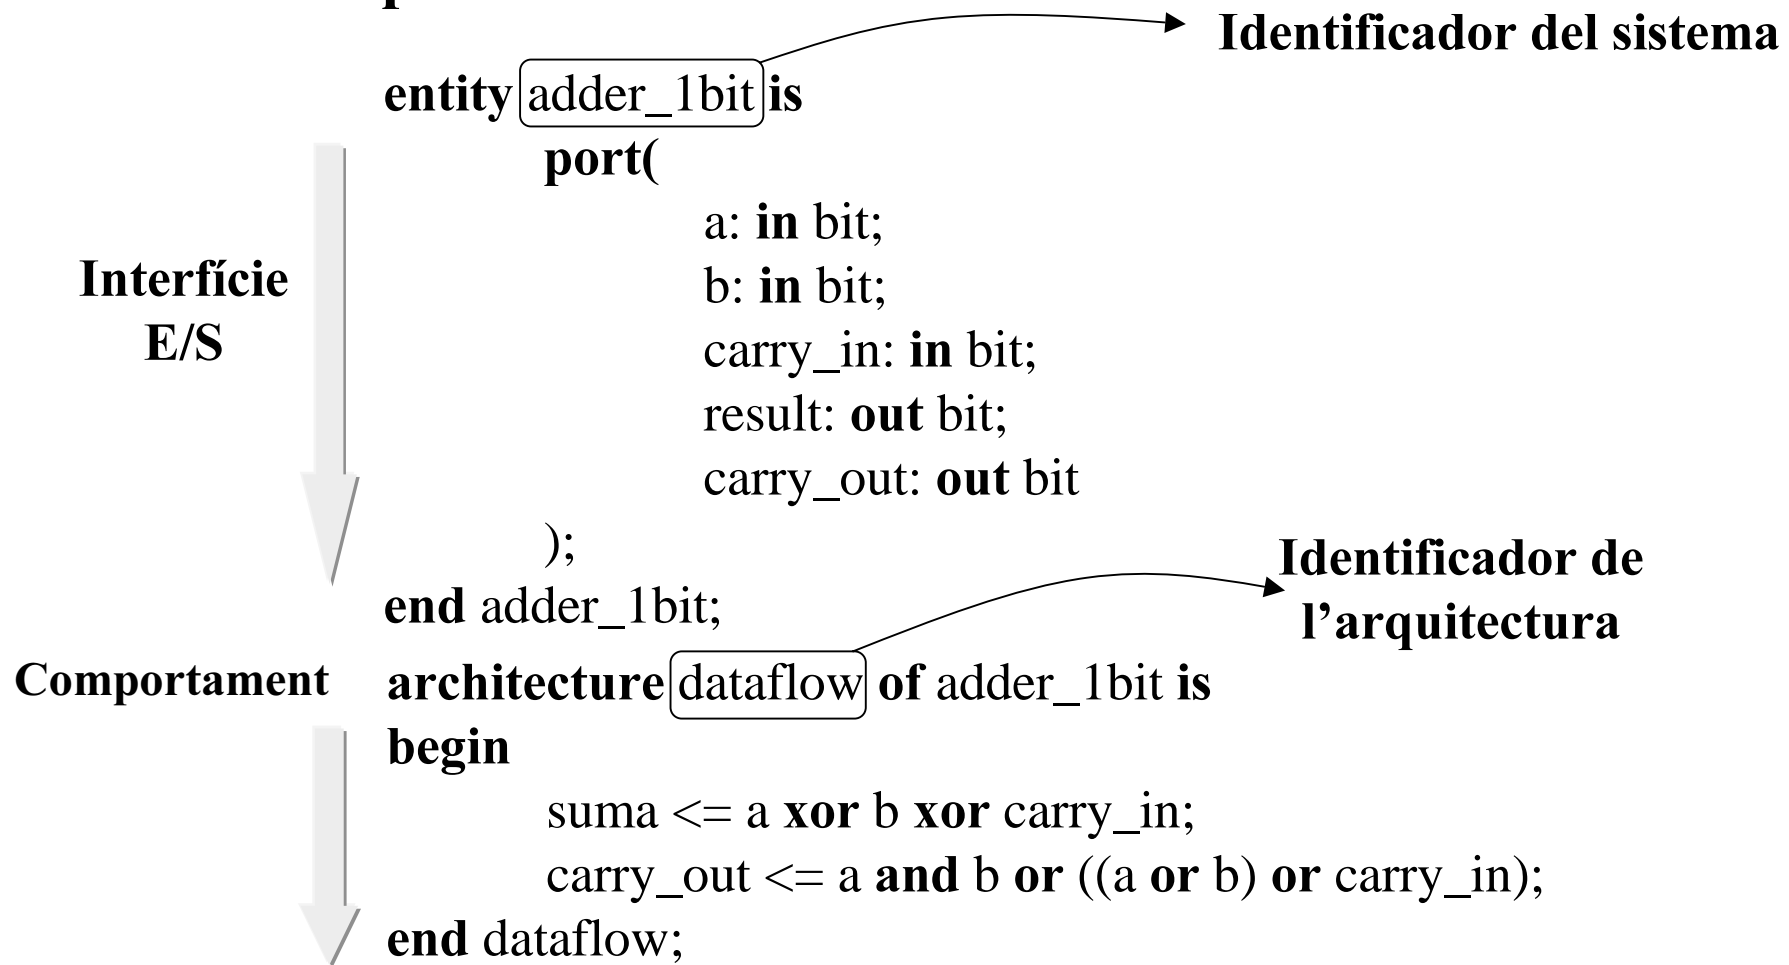 Identificador del sistema
entity adder_1bit is
port(
a: in bit;
b: in bit;
Interfície
E/S
carry_in: in bit;
result: out bit;
carry_out: out bit
);
Identificador de
l’arquitectura
end adder_1bit;
Comportament
architecture dataflow of adder_1bit is
begin
suma <= a xor b xor carry_in;
carry_out <= a and b or ((a or b) or carry_in);
end dataflow;